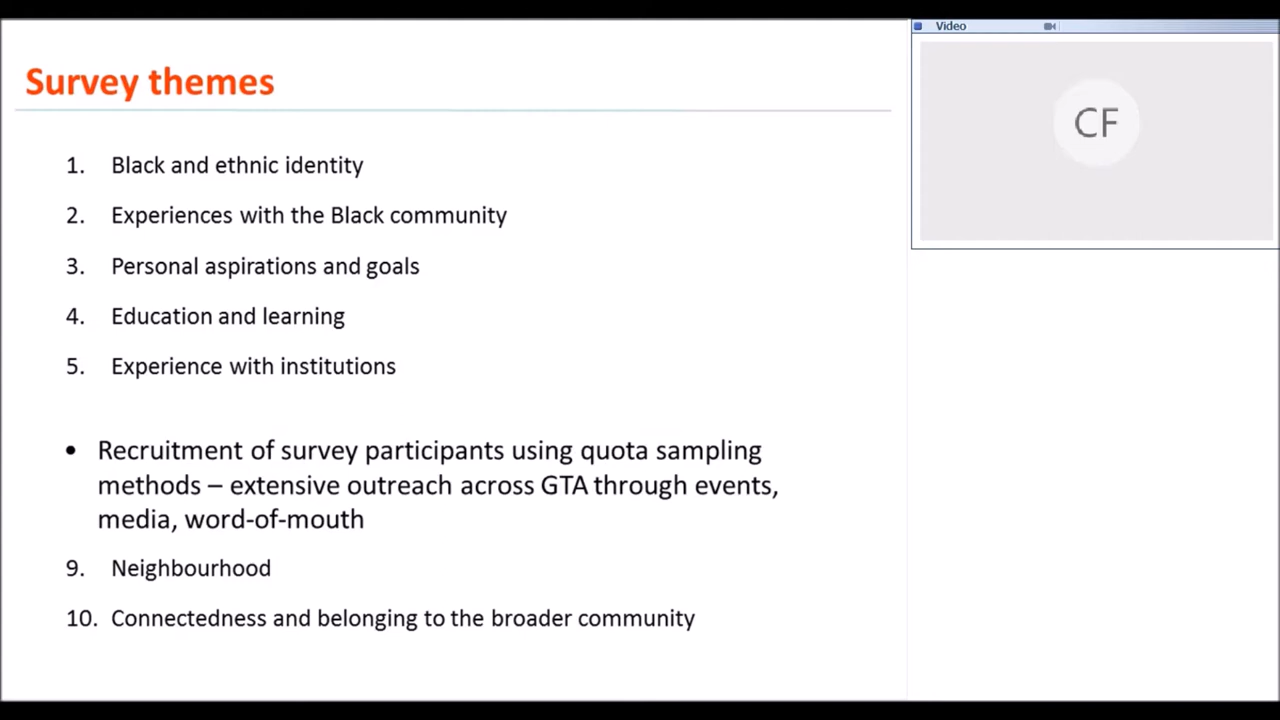 Survey themes
1. Black and ethnic identity
2. Experiences with the Black community
3. Personal aspirations and goals
4. Education and learning
5. Experience with institutions
• Recruitment of survey participants using quota sampling
methods – extensive outreach across GTA through events,
media, word-of-mouth
9. Neighbourhood
10. Connectedness and belonging to the broader community
Video
CF